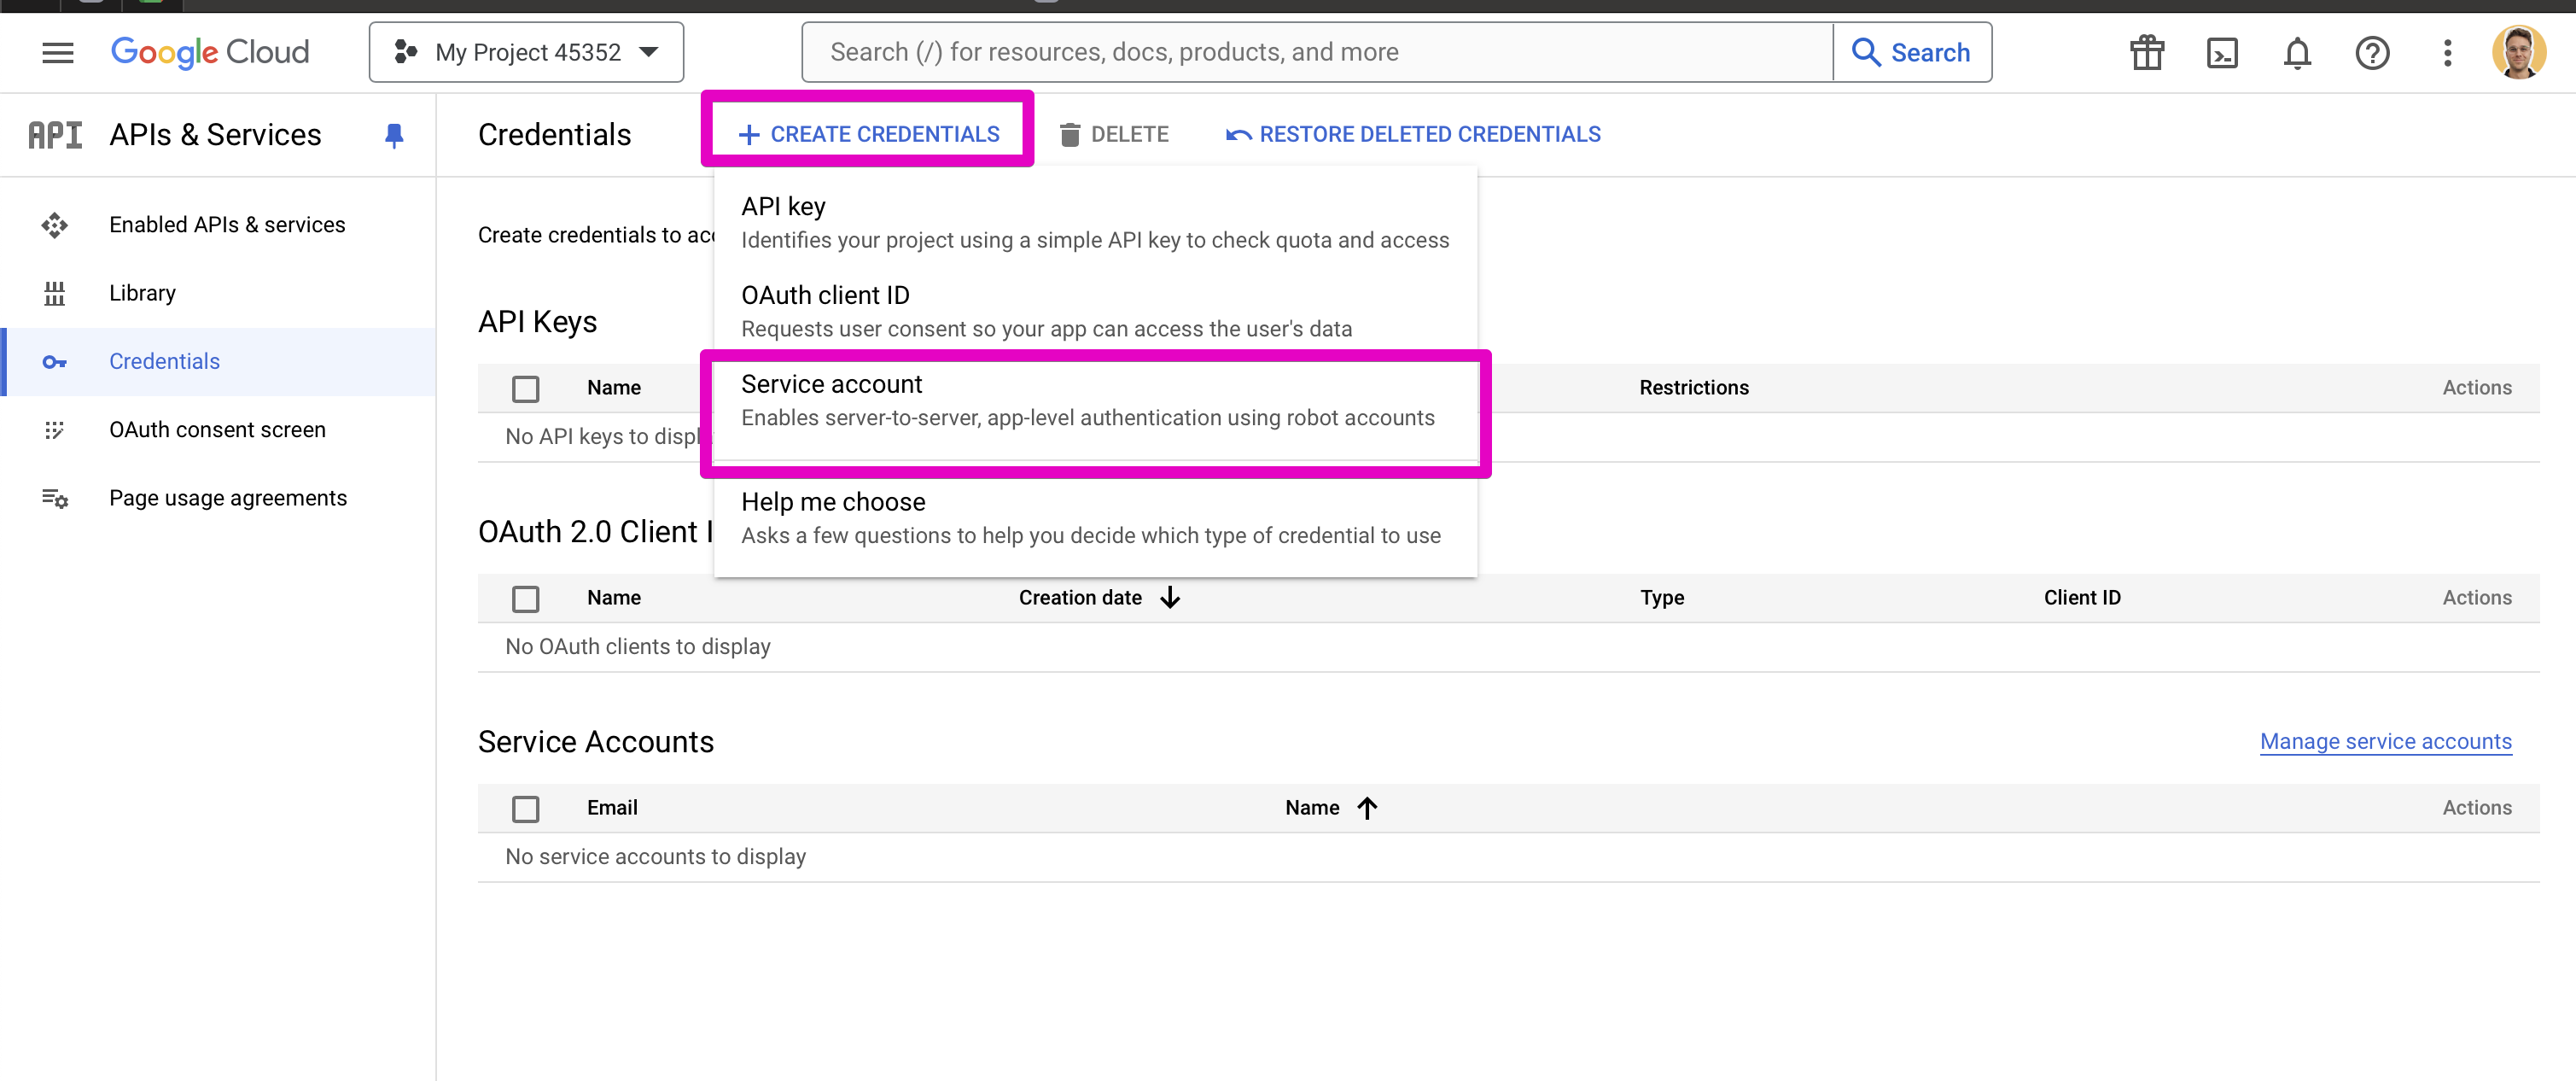 Google Cloud
My Project 45352
Search (/) for resources, docs, products, and more
Search
API
APIs & Services
Credentials
+ CREATE CREDENTIALS
DELETE
RESTORE DELETED CREDENTIALS
Enabled APIs & services
Library
Credentials
OAuth consent screen
Page usage agreements
Create credentials to acc
API key
Identifies your project using a simple API key to check quota and access
OAuth client ID
Requests user consent so your app can access the user's data
Service account
Enables server-to-server, app-level authentication using robot accounts
Help me choose
Asks a few questions to help you decide which type of credential to use
API Keys
Name Restrictions Actions
No API keys to displ
OAuth 2.0 Client I
Name Creation date Type Client ID Actions
No OAuth clients to display
Service Accounts
Manage service accounts
Email Name Actions
No service accounts to display